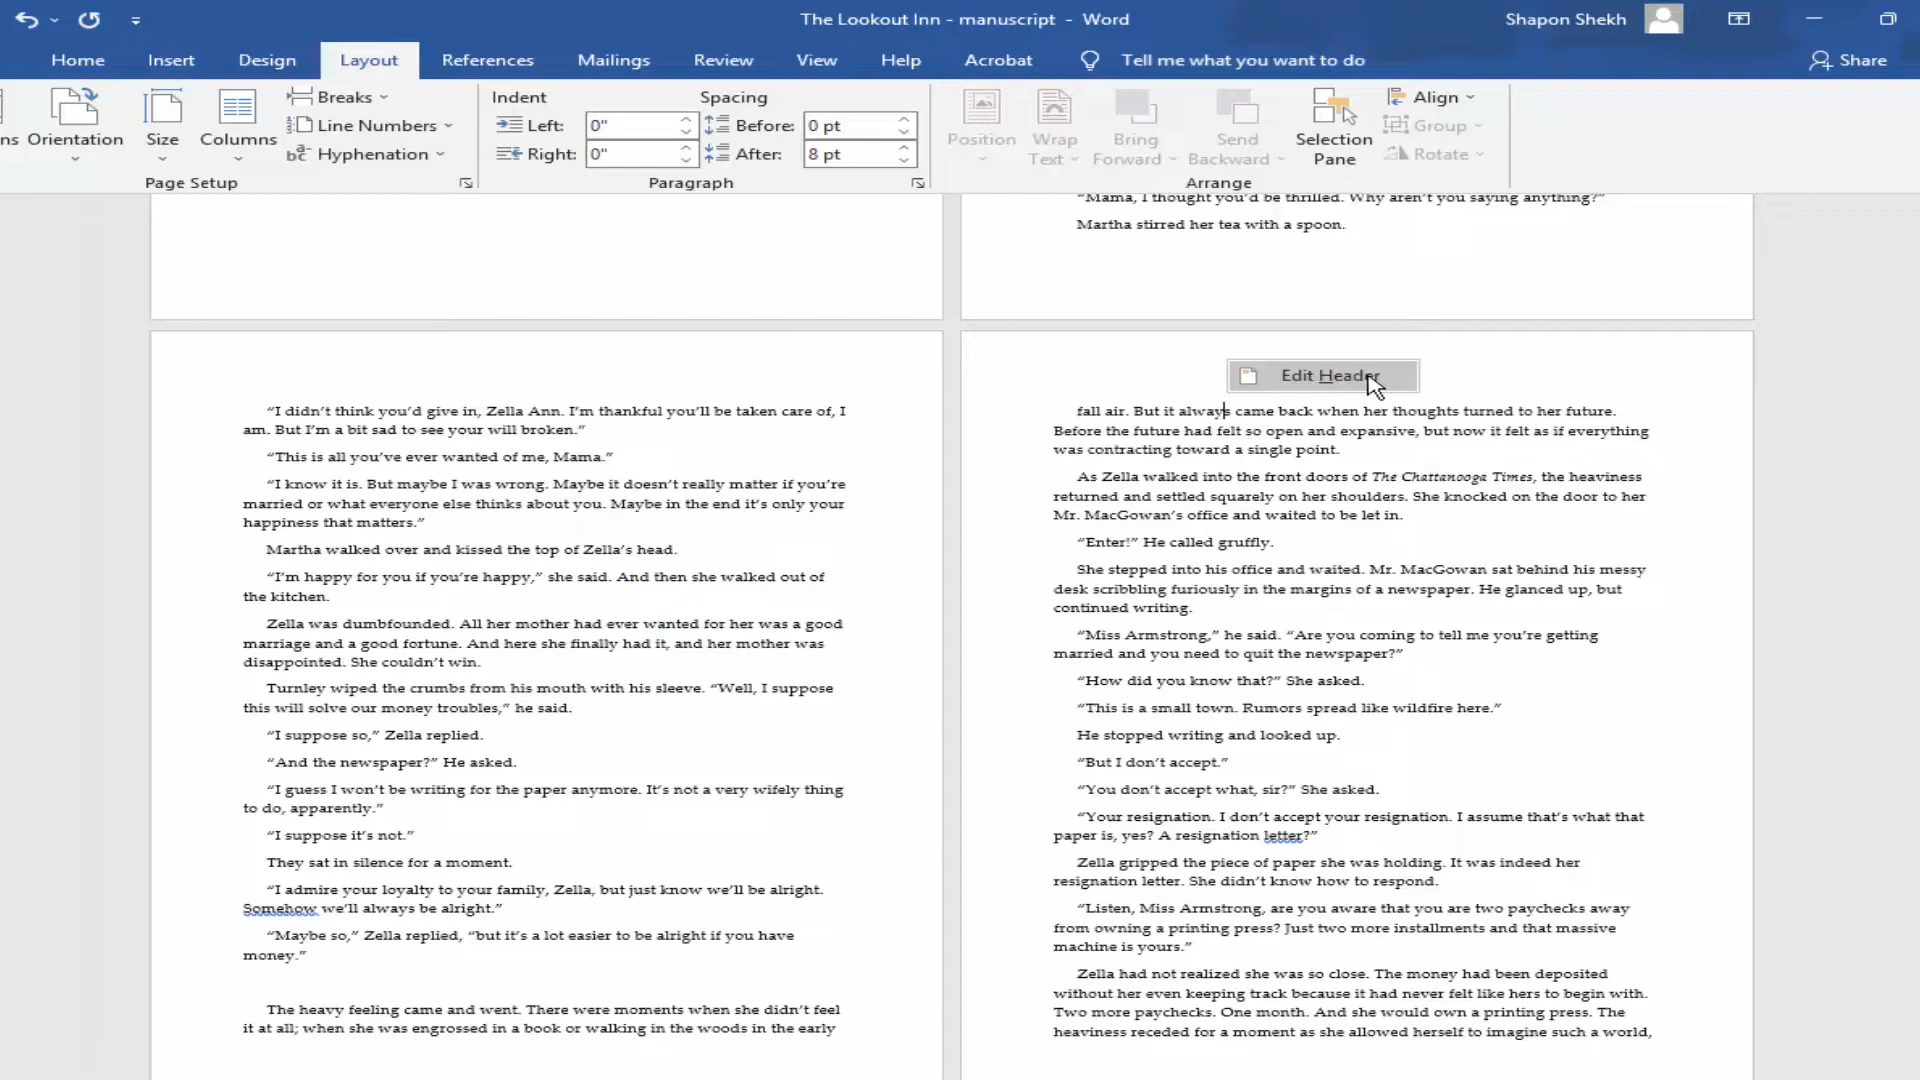 The Lookout Inn - manuscript - Word
Shapon Shekh
Home Insert Design Layout References Mailings Review View Help Acrobat Tell me what you want to do Share
Orientation
Size
Columns
Breaks
Line Numbers
Hyphenation
Page Setup
Indent
Left: 0"
Right: 0"
Spacing
Before: 0 pt
After: 8 pt
Paragraph
Position
Wrap
Text
Bring
Forward
Send
Backward
Selection
Pane
Align
Group
Rotate
Arrange
“Mama, I thought you’d be thrilled. Why aren’t you saying anything?”
Martha stirred her tea with a spoon.
“I didn’t think you’d give in, Zella Ann. I’m thankful you’ll be taken care of, I
am. But I’m a bit sad to see your will broken.”
“This is all you’ve ever wanted of me, Mama.”
“I know it is. But maybe I was wrong. Maybe it doesn’t really matter if you’re
married or what everyone else thinks about you. Maybe in the end it’s only your
happiness that matters.”
Martha walked over and kissed the top of Zella’s head.
“I’m happy for you if you’re happy,” she said. And then she walked out of
the kitchen.
Zella was dumbfounded. All her mother had ever wanted for her was a good
marriage and a good fortune. And here she finally had it, and her mother was
disappointed. She couldn’t win.
Turnley wiped the crumbs from his mouth with his sleeve. “Well, I suppose
this will solve our money troubles,” he said.
“I suppose so,” Zella replied.
“And the newspaper?” He asked.
“I guess I won’t be writing for the paper anymore. It’s not a very wifely thing
to do, apparently.”
“I suppose it’s not.”
They sat in silence for a moment.
“I admire your loyalty to your family, Zella, but just know we’ll be alright.
Somehow we’ll always be alright.”
“Maybe so,” Zella replied, “but it’s a lot easier to be alright if you have
money.”
The heavy feeling came and went. There were moments when she didn’t feel
it at all; when she was engrossed in a book or walking in the woods in the early
Edit Header
fall air. But it always came back when her thoughts turned to her future.
Before the future had felt so open and expansive, but now it felt as if everything
was contracting toward a single point.
As Zella walked into the front doors of The Chattanooga Times, the heaviness
returned and settled squarely on her shoulders. She knocked on the door to her
Mr. MacGowan’s office and waited to be let in.
“Enter!” He called gruffly.
She stepped into his office and waited. Mr. MacGowan sat behind his messy
desk scribbling furiously in the margins of a newspaper. He glanced up, but
continued writing.
“Miss Armstrong,” he said. “Are you coming to tell me you’re getting
married and you need to quit the newspaper?”
“How did you know that?” She asked.
“This is a small town. Rumors spread like wildfire here.”
He stopped writing and looked up.
“But I don’t accept.”
“You don’t accept what, sir?” She asked.
“Your resignation. I don’t accept your resignation. I assume that’s what that
paper is, yes? A resignation letter?”
Zella gripped the piece of paper she was holding. It was indeed her
resignation letter. She didn’t know how to respond.
“Listen, Miss Armstrong, are you aware that you are two paychecks away
from owning a printing press? Just two more installments and that massive
machine is yours.”
Zella had not realized she was so close. The money had been deposited
without her even keeping track because it had never felt like hers to begin with.
Two more paychecks. One month. And she would own a printing press. The
heaviness receded for a moment as she allowed herself to imagine such a world,